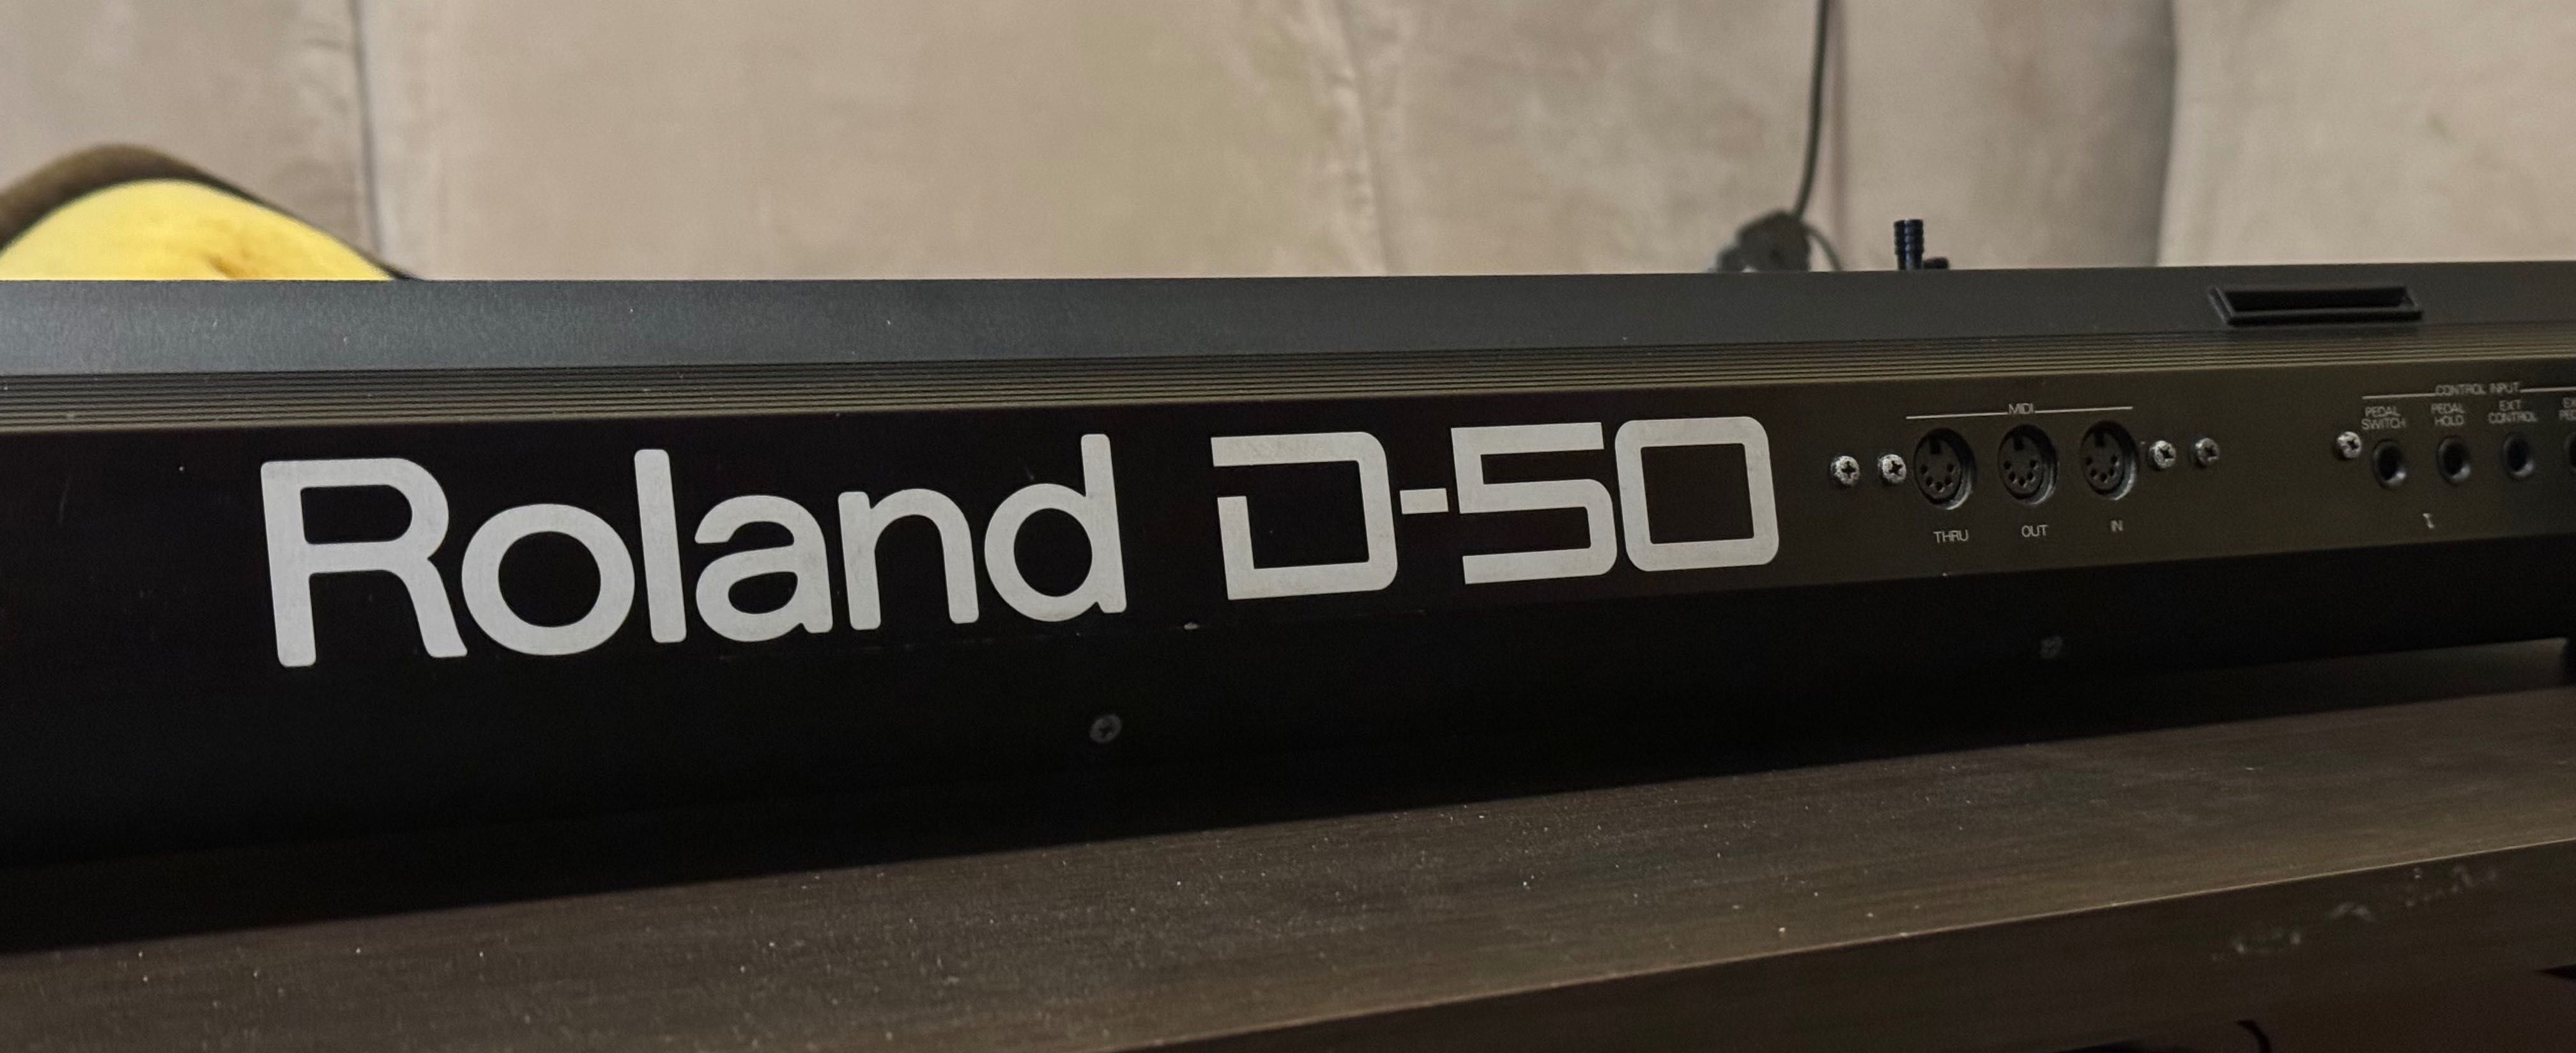 Roland D-50
MIDI
THRU OUT IN
CONTROL INPUT
PEDAL SWITCH
PEDAL HOLD
EXT CONTROL